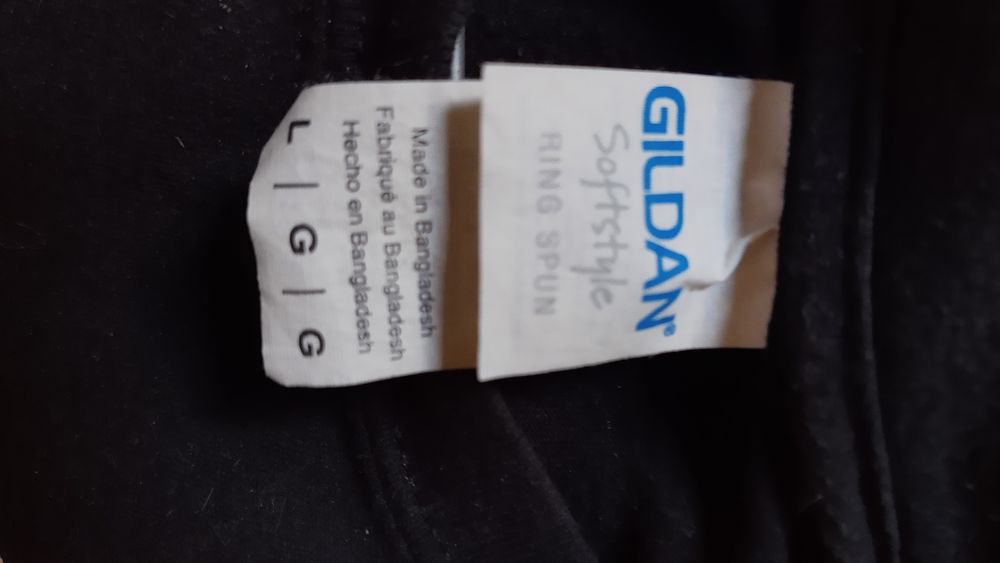 GILDAN®
Softstyle
RING SPUN
Made in Bangladesh
Fabriqué au Bangladesh
Hecho en Bangladesh
L | G | G